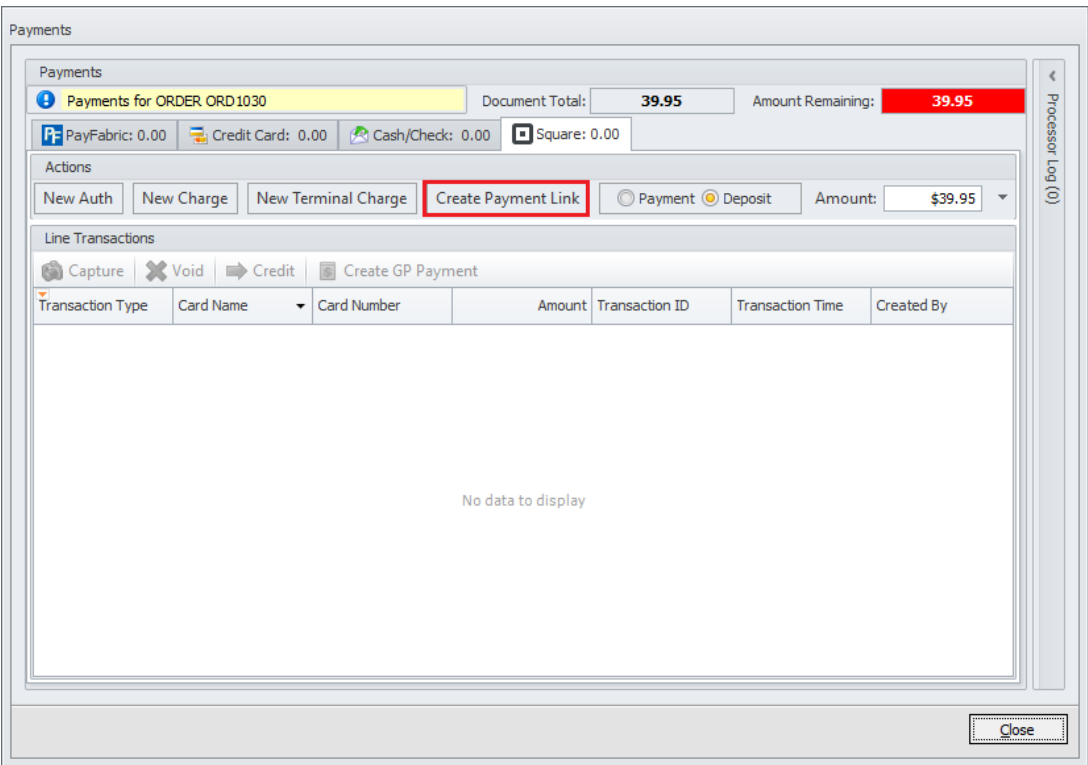 Payments
Payments
Payments for ORDER ORD1030 Document Total: 39.95 Amount Remaining: 39.95
PayFabric: 0.00 Credit Card: 0.00 Cash/Check: 0.00 Square: 0.00
Actions
New Auth New Charge New Terminal Charge Create Payment Link Payment Deposit Amount: $39.95
Line Transactions
Capture Void Credit Create GP Payment
Transaction Type Card Name Card Number Amount Transaction ID Transaction Time Created By
No data to display
Processor Log (0)
Close